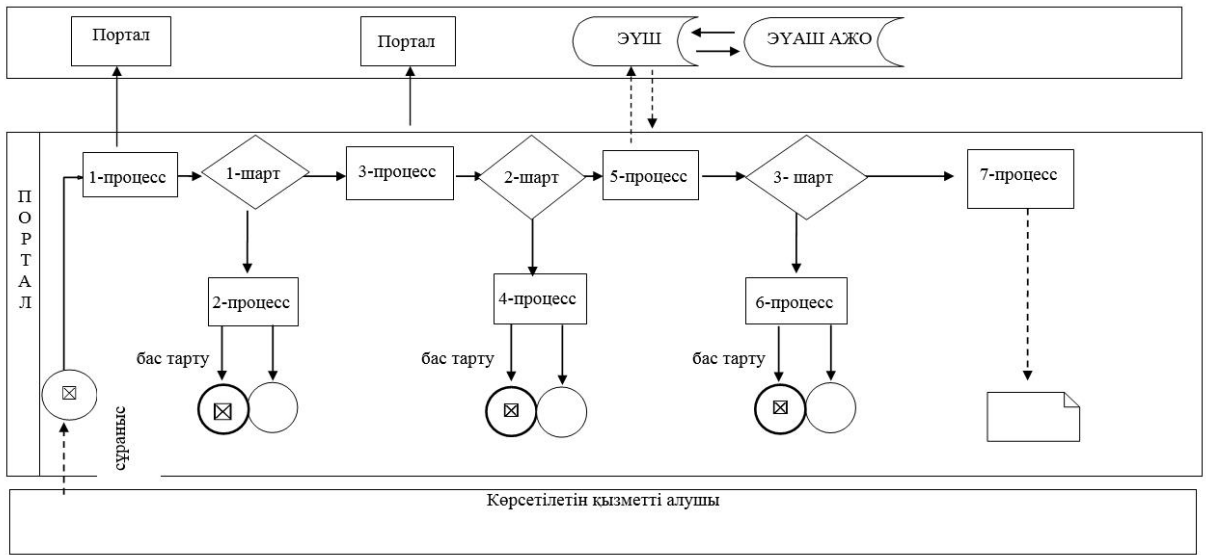 Портал
Портал
ЭҮШ
ЭҮАШ АЖО
ПОРТАЛ
1-процесс
1-шарт
3-процесс
2-шарт
5-процесс
3- шарт
7-процесс
2-процесс
4-процесс
6-процесс
бас тарту
бас тарту
бас тарту
сұраныс
Көрсетілетін қызметті алушы